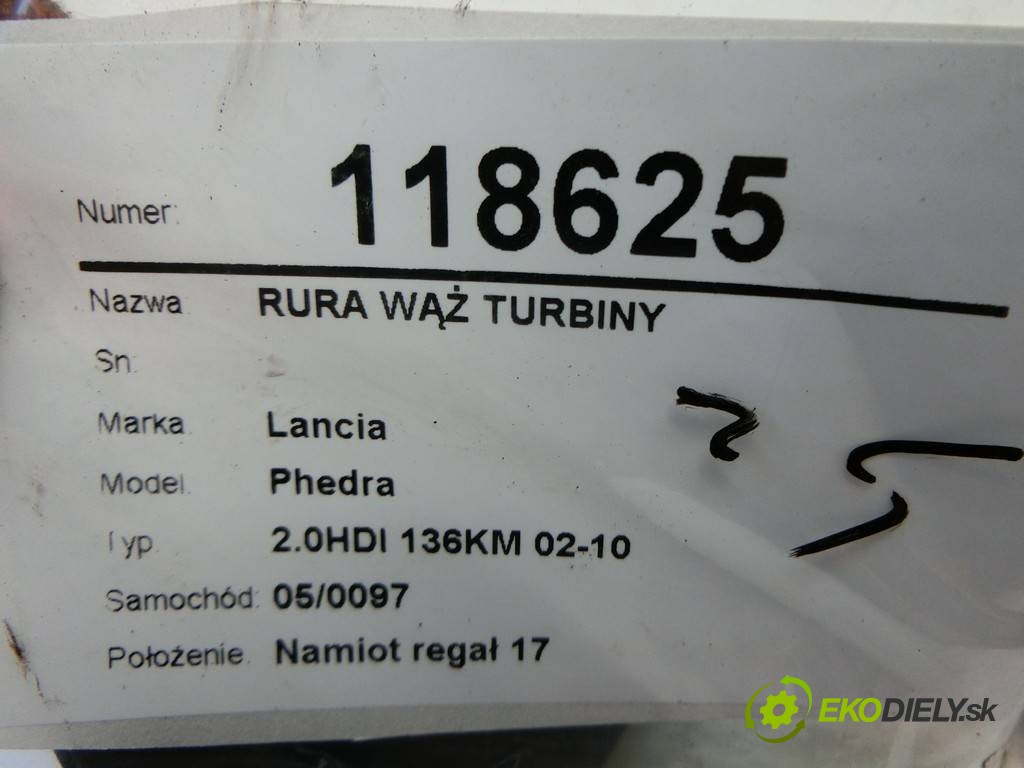 Numer: 118625
Nazwa RURA WĄŻ TURBINY
Sn:
Marka Lancia
Model. Phedra
Typ. 2.0HDI 136KM 02-10
Samochód: 05/0097
Położenie. Namiot regał 17
EKODIELY.sk